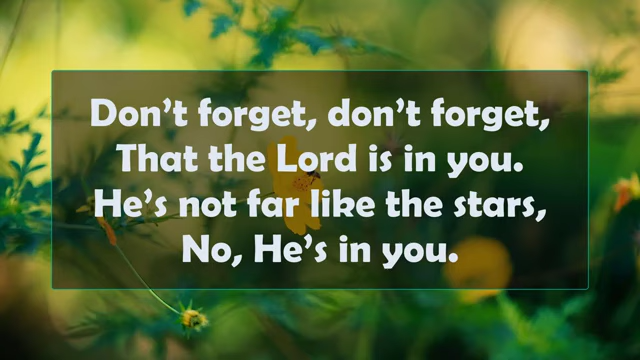 Don't forget, don't forget,
That the Lord is in you.
He's not far like the stars,
No, He's in you.